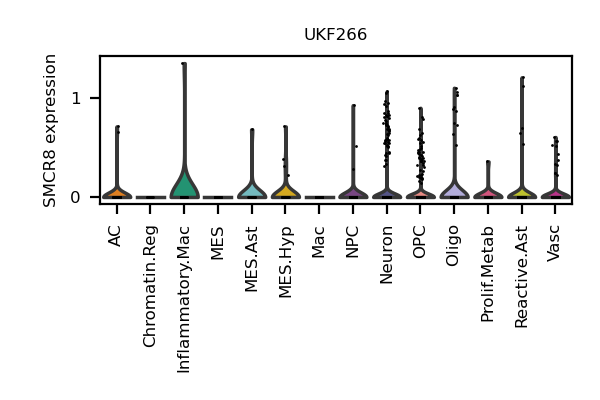 UKF266
SMCR8 expression
1
0
AC
Chromatin.Reg
Inflammatory.Mac
MES
MES.Ast
MES.Hyp
Mac
NPC
Neuron
OPC
Oligo
Prolif.Metab
Reactive.Ast
Vasc